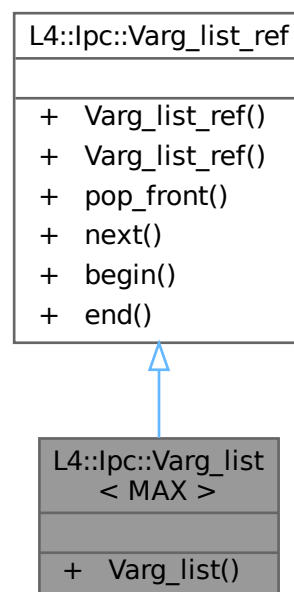 L4::Ipc::Varg_list_ref
+ Varg_list_ref()
+ Varg_list_ref()
+ pop_front()
+ next()
+ begin()
+ end()
L4::Ipc::Varg_list
< MAX >
+ Varg_list()